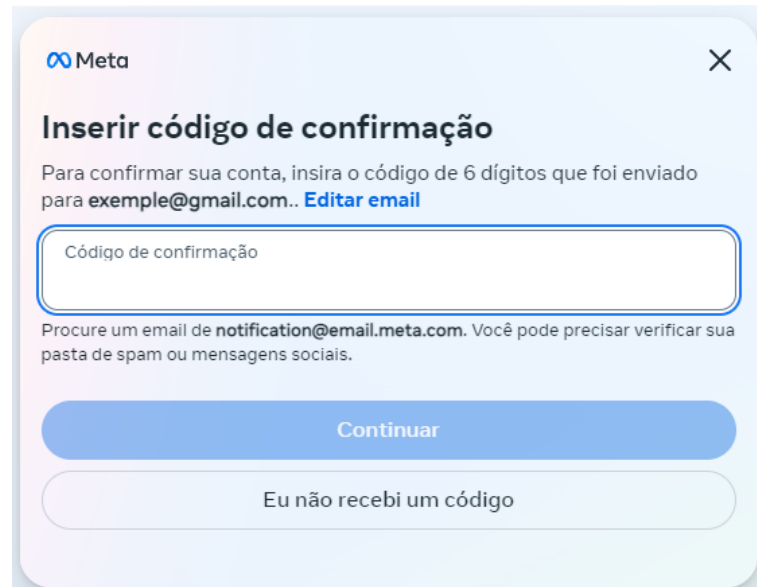 Meta
Inserir código de confirmação
Para confirmar sua conta, insira o código de 6 dígitos que foi enviado
para exemple@gmail.com.. Editar email
Código de confirmação
Procure um email de notification@email.meta.com. Você pode precisar verificar sua
pasta de spam ou mensagens sociais.
Continuar
Eu não recebi um código